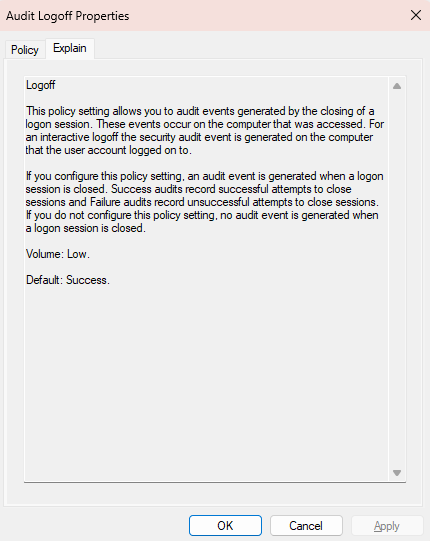 Audit Logoff Properties
Policy
Explain
Logoff
This policy setting allows you to audit events generated by the closing of a
logon session. These events occur on the computer that was accessed. For
an interactive logoff the security audit event is generated on the computer
that the user account logged on to.
If you configure this policy setting, an audit event is generated when a logon
session is closed. Success audits record successful attempts to close
sessions and Failure audits record unsuccessful attempts to close sessions.
If you do not configure this policy setting, no audit event is generated when
a logon session is closed.
Volume: Low.
Default: Success.
OK
Cancel
Apply